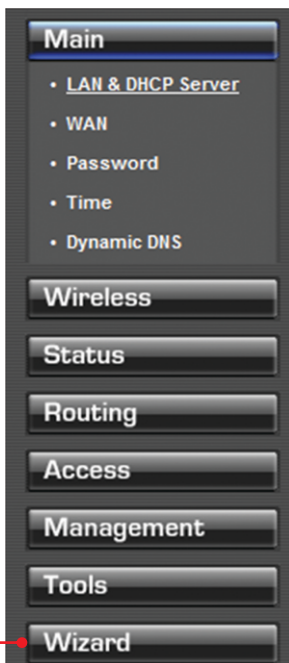 Main
• LAN & DHCP Server
• WAN
• Password
• Time
• Dynamic DNS
Wireless
Status
Routing
Access
Management
Tools
Wizard